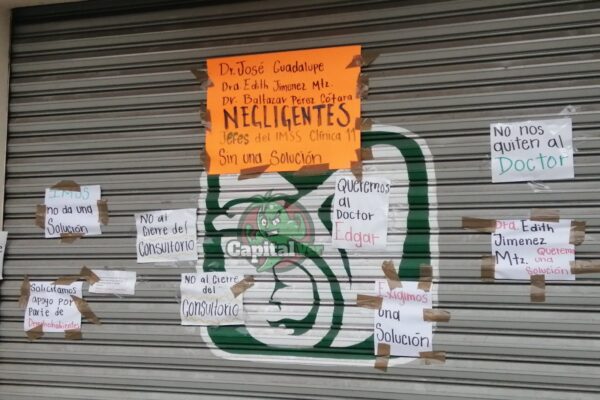 Dr. José Guadalupe
Dra Edith Jimenez Mtz.
Dr. Baltazar Perez Cótara
NEGLIGENTES
Jefes del IMSS Clínica 11
Sin una Solución
No nos
quiten al
Doctor
IMSS
no da una
Solución
No al
Cierre del
Consultorio
Queremos
al
Doctor
Edgar
Capital
Dra. Edith
Jimenez
Mtz.
Queremos
una
Solución
Solicitamos
apoyo por
parte de
Derechohabientes
No al Cierre
del
Consultorio
Exigimos
una
Solución